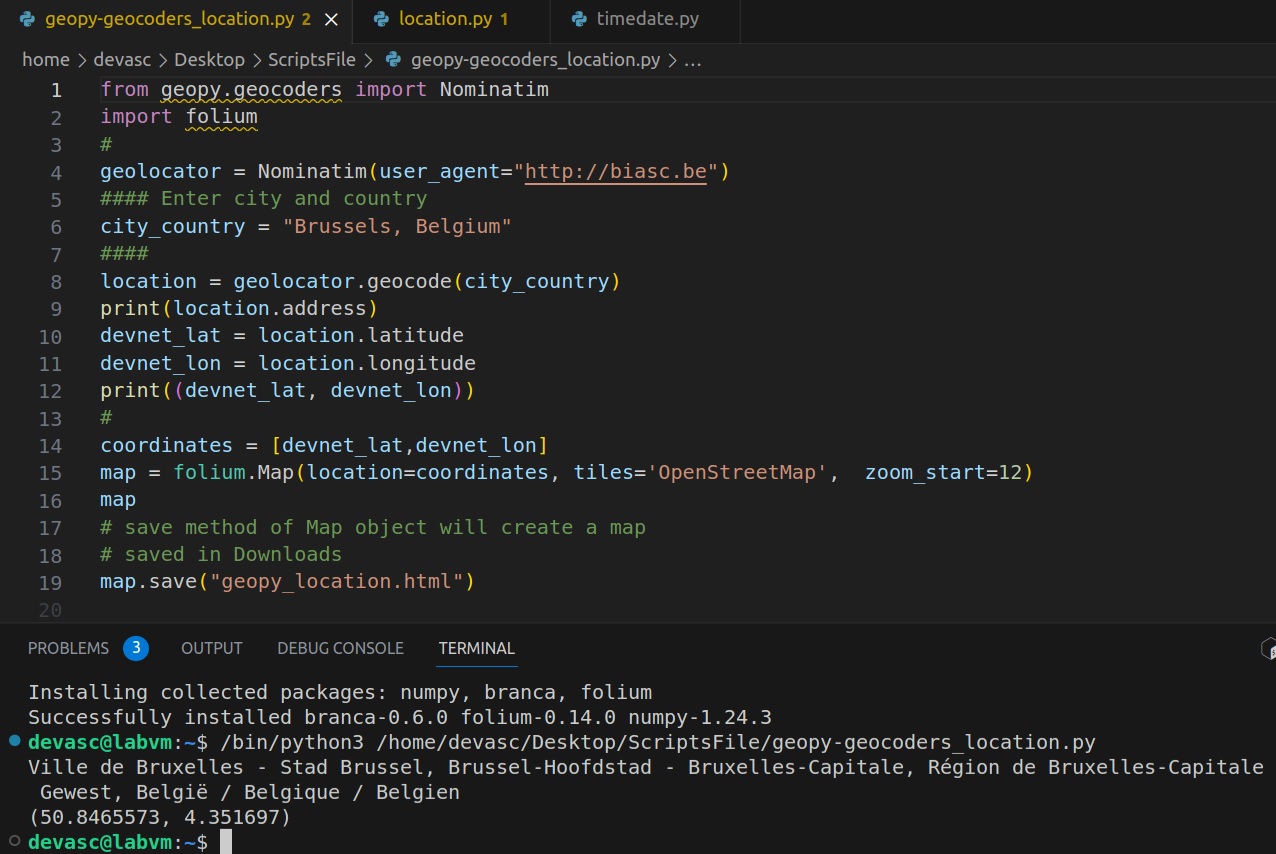 geopy-geocoders_location.py 2 × location.py 1 timedate.py
home > devasc > Desktop > ScriptsFile > geopy-geocoders_location.py > ...
1 from geopy.geocoders import Nominatim
2 import folium
3 #
4 geolocator = Nominatim(user_agent="http://biasc.be")
5 #### Enter city and country
6 city_country = "Brussels, Belgium"
7 ####
8 location = geolocator.geocode(city_country)
9 print(location.address)
10 devnet_lat = location.latitude
11 devnet_lon = location.longitude
12 print((devnet_lat, devnet_lon))
13 #
14 coordinates = [devnet_lat,devnet_lon]
15 map = folium.Map(location=coordinates, tiles='OpenStreetMap',  zoom_start=12)
16 map
17 # save method of Map object will create a map
18 # saved in Downloads
19 map.save("geopy_location.html")
20
PROBLEMS 3 OUTPUT DEBUG CONSOLE TERMINAL
Installing collected packages: numpy, branca, folium
Successfully installed branca-0.6.0 folium-0.14.0 numpy-1.24.3
devasc@labvm:~$ /bin/python3 /home/devasc/Desktop/ScriptsFile/geopy-geocoders_location.py
Ville de Bruxelles - Stad Brussel, Brussel-Hoofdstad - Bruxelles-Capitale, Région de Bruxelles-Capitale
Gewest, België / Belgique / Belgien
(50.8465573, 4.351697)
devasc@labvm:~$